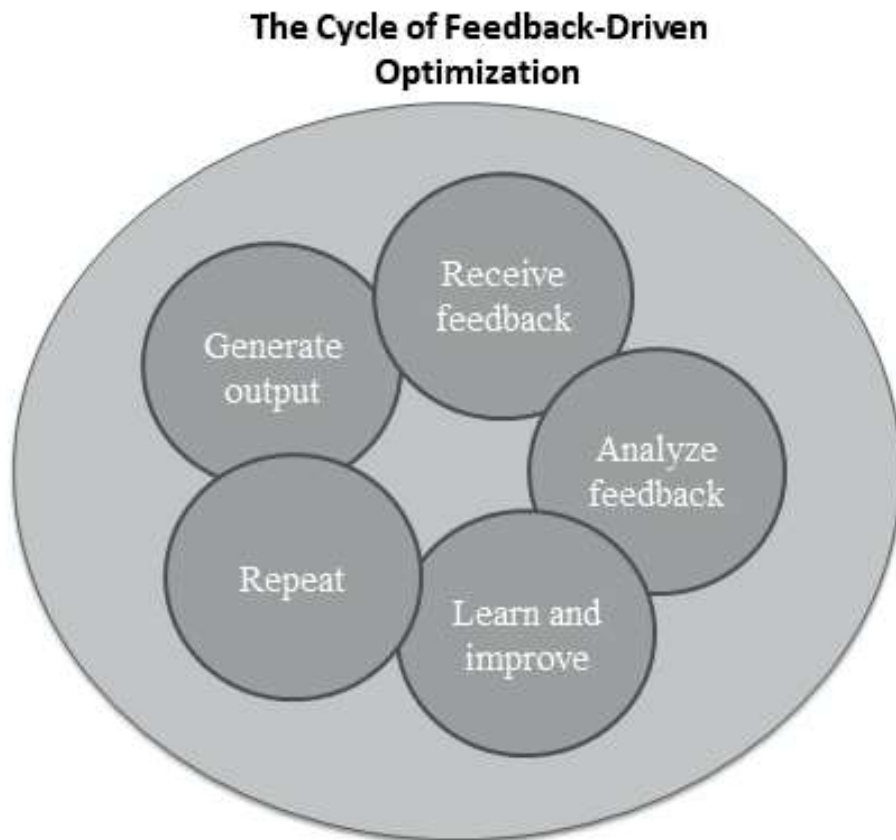 The Cycle of Feedback-Driven
Optimization
Receive
feedback
Generate
output
Analyze
feedback
Repeat
Learn and
improve